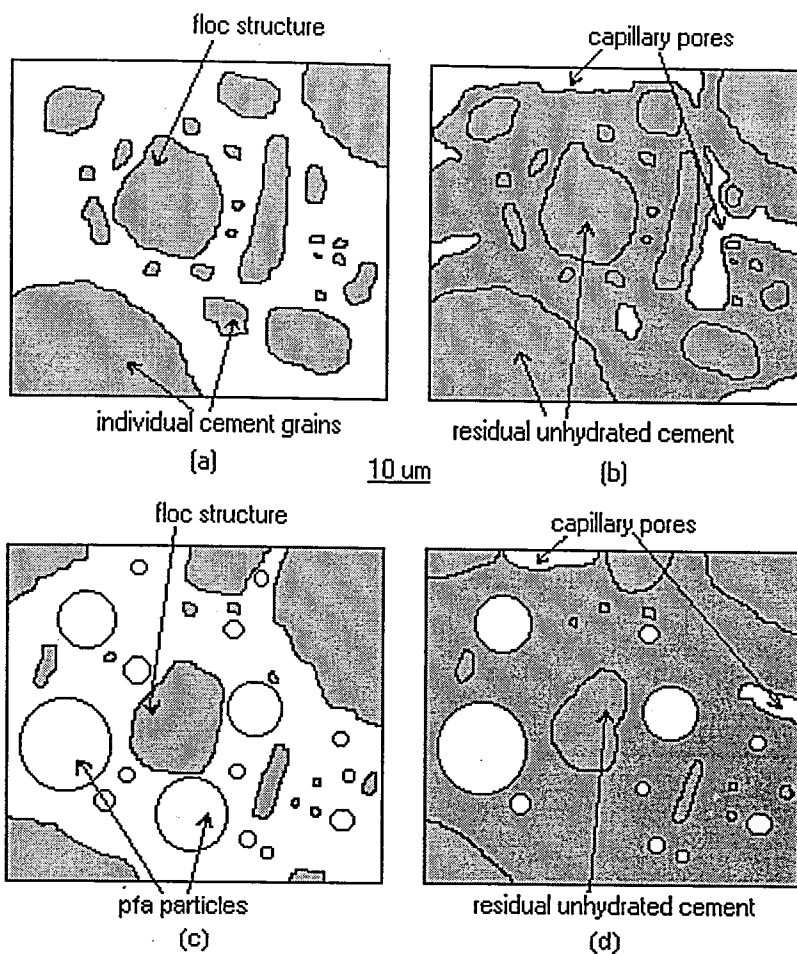 floc structure
capillary pores
individual cement grains
residual unhydrated cement
(a)
10 um
(b)
floc structure
capillary pores
pfa particles
residual unhydrated cement
(c)
(d)